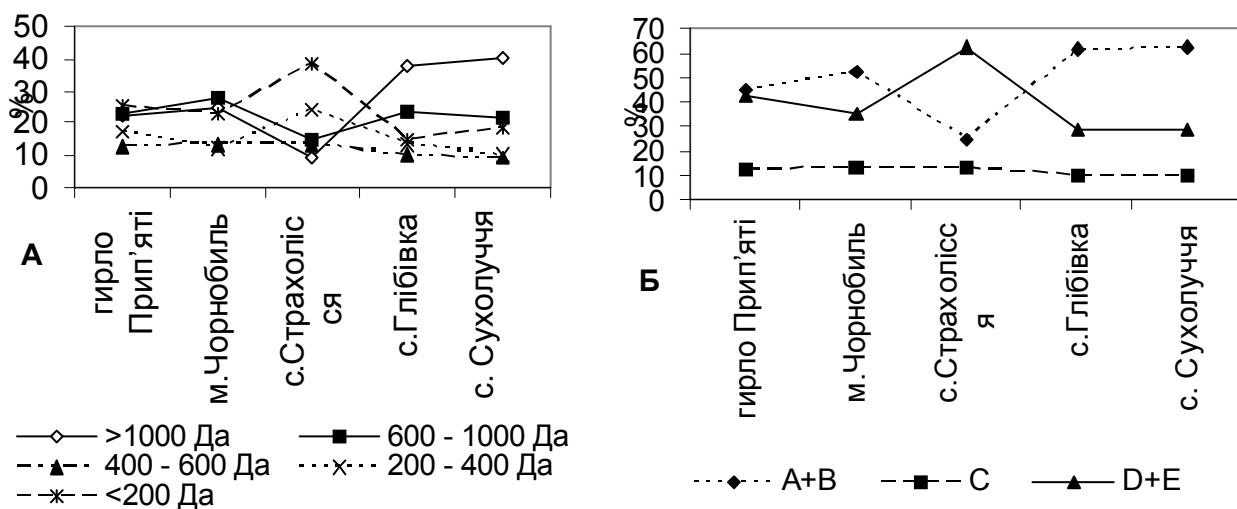 50
40
30
20
10
0
%
гирло
Прип’яті
м.Чорнобиль
с.Страхоліс
ся
с.Глібівка
с. Сухолуччя
А
>1000 Да
600 - 1000 Да
400 - 600 Да
200 - 400 Да
<200 Да
70
60
50
40
30
20
10
0
%
гирло Прип’яті
м.Чорнобиль
с.Страхолісс
я
с.Глібівка
с. Сухолуччя
Б
A+B
C
D+E